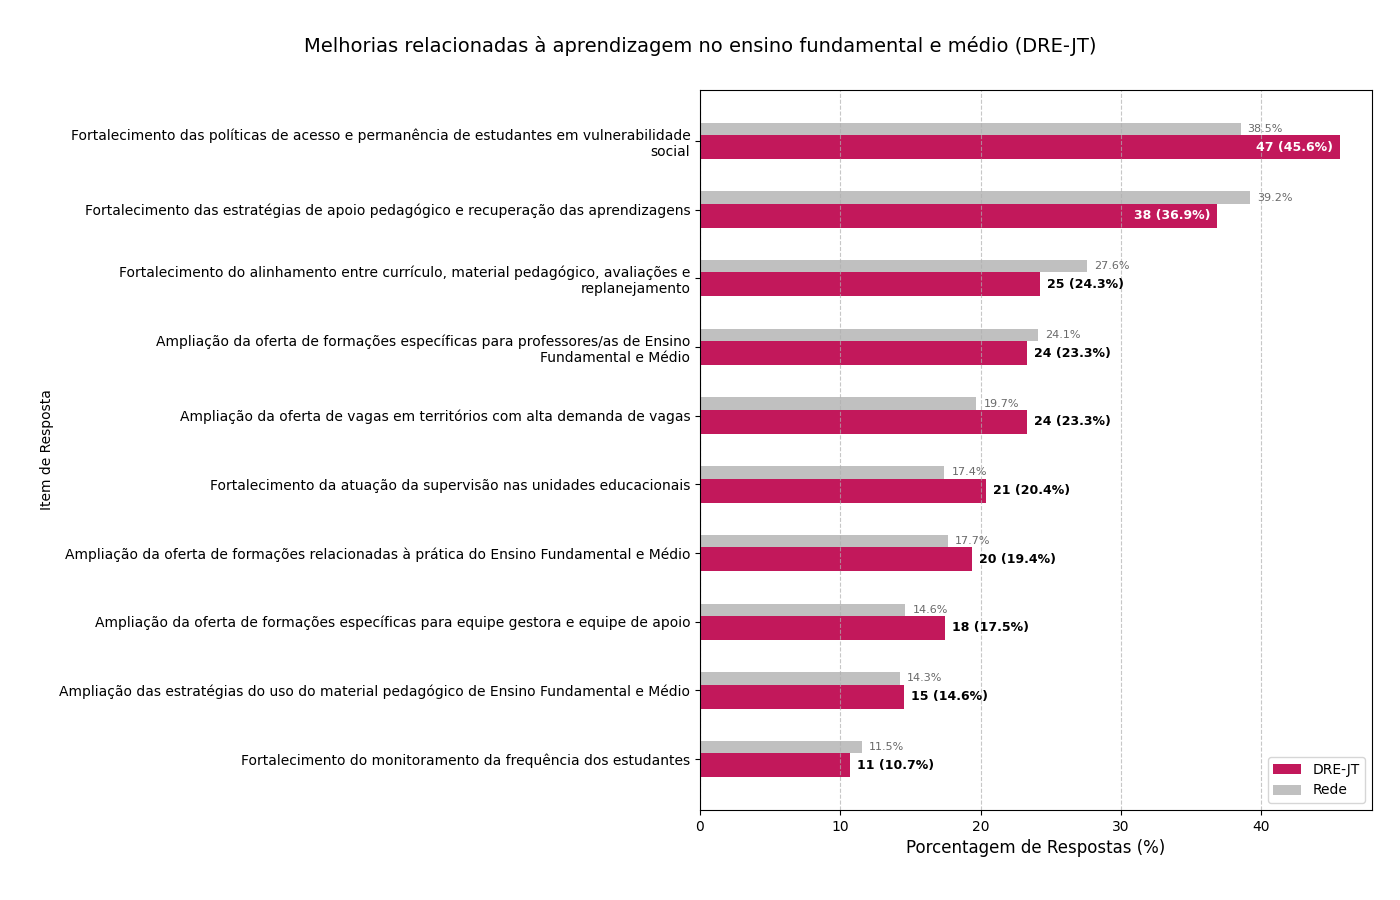 Melhorias relacionadas à aprendizagem no ensino fundamental e médio (DRE-JT)
Item de Resposta
Fortalecimento das políticas de acesso e permanência de estudantes em vulnerabilidade
social
38.5%
47 (45.6%)
Fortalecimento das estratégias de apoio pedagógico e recuperação das aprendizagens
39.2%
38 (36.9%)
Fortalecimento do alinhamento entre currículo, material pedagógico, avaliações e
replanejamento
27.6%
25 (24.3%)
Ampliação da oferta de formações específicas para professores/as de Ensino
Fundamental e Médio
24.1%
24 (23.3%)
Ampliação da oferta de vagas em territórios com alta demanda de vagas
19.7%
24 (23.3%)
Fortalecimento da atuação da supervisão nas unidades educacionais
17.4%
21 (20.4%)
Ampliação da oferta de formações relacionadas à prática do Ensino Fundamental e Médio
17.7%
20 (19.4%)
Ampliação da oferta de formações específicas para equipe gestora e equipe de apoio
14.6%
18 (17.5%)
Ampliação das estratégias do uso do material pedagógico de Ensino Fundamental e Médio
14.3%
15 (14.6%)
Fortalecimento do monitoramento da frequência dos estudantes
11.5%
11 (10.7%)
DRE-JT
Rede
0 10 20 30 40
Porcentagem de Respostas (%)